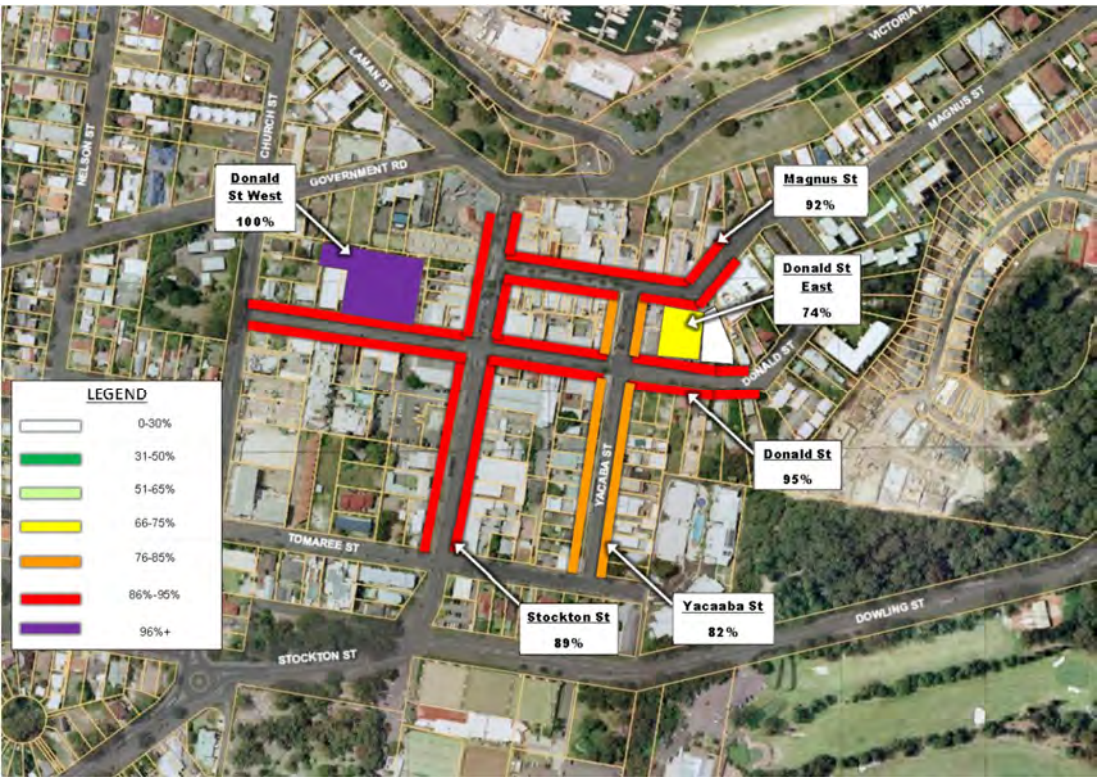 VICTORIA P
LAMAN ST
MAGNUS ST
CHURCH ST
NELSON ST
GOVERNMENT RD
Donald
St West
100%
Magnus St
92%
Donald St
East
74%
DONALD ST
LEGEND
0-30%
31-50%
51-65%
66-75%
76-85%
86%-95%
96%+
Donald St
95%
YACABA ST
TOMAREE ST
Stockton St
89%
Yacaaba St
82%
DOWLING ST
STOCKTON ST